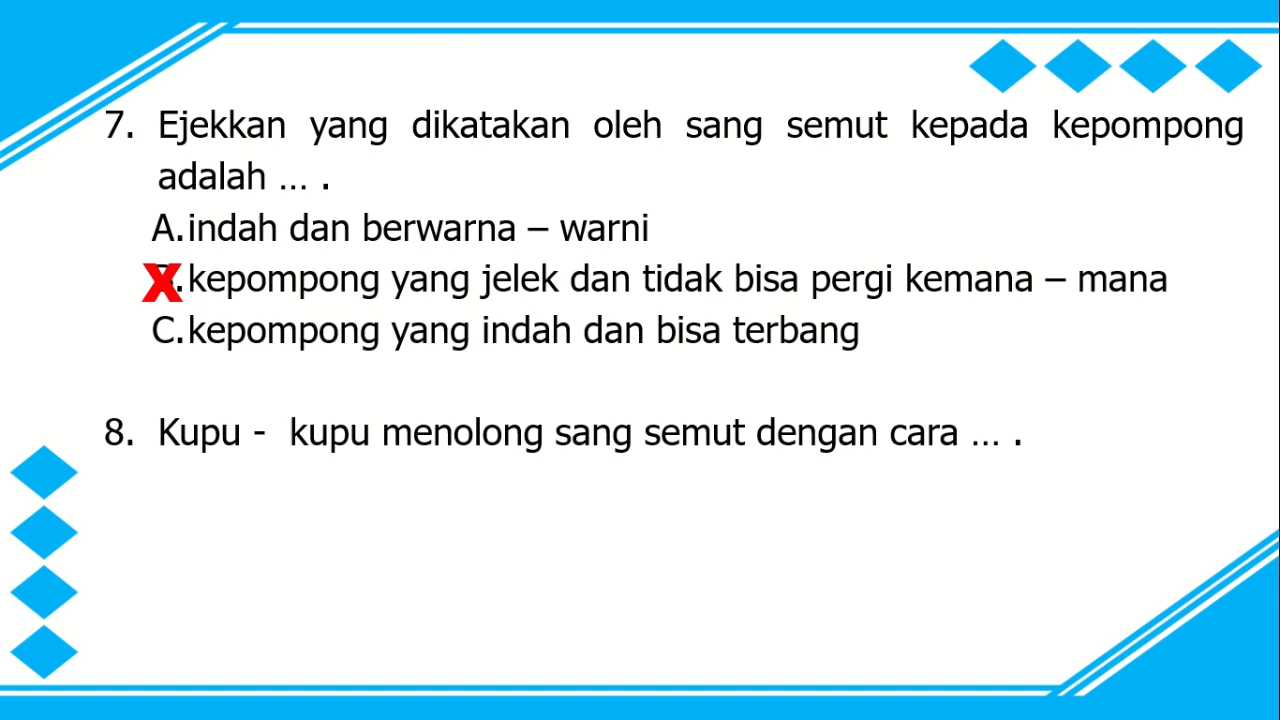 7. Ejekkan yang dikatakan oleh sang semut kepada kepompong
adalah ... .
A. indah dan berwarna – warni
X. kepompong yang jelek dan tidak bisa pergi kemana – mana
C. kepompong yang indah dan bisa terbang
8. Kupu - kupu menolong sang semut dengan cara ... .